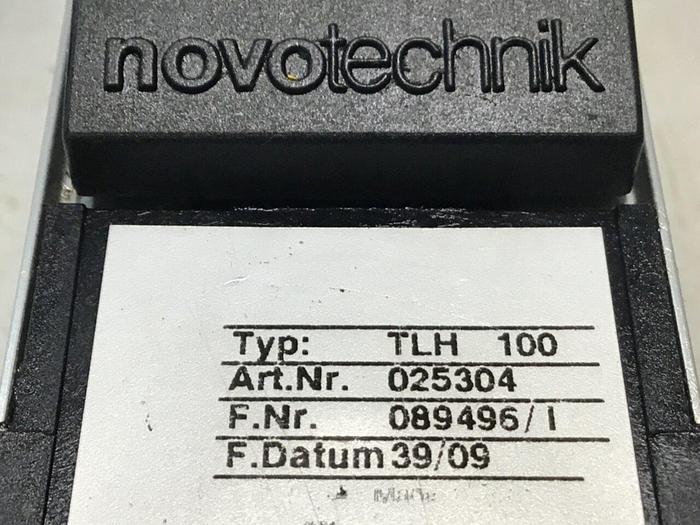 novotechnik
Typ: TLH 100
Art.Nr. 025304
F.Nr. 089496/I
F.Datum 39/09